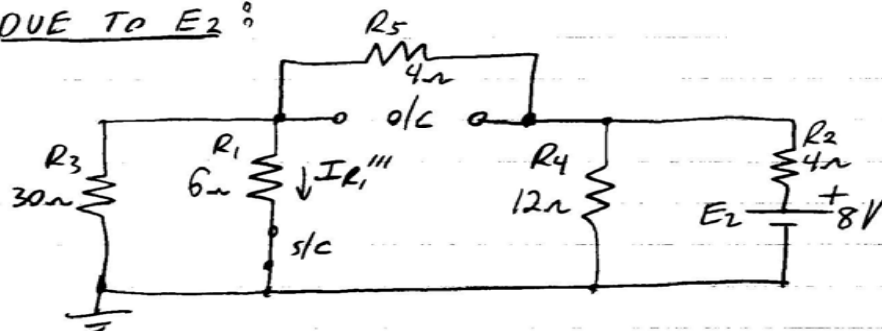 DUE TO E2 :
R5
4Ω
o/c
R3
30Ω
R1
6Ω
↓ IR1'''
s/c
R4
12Ω
R2
4Ω
E2
+
8V